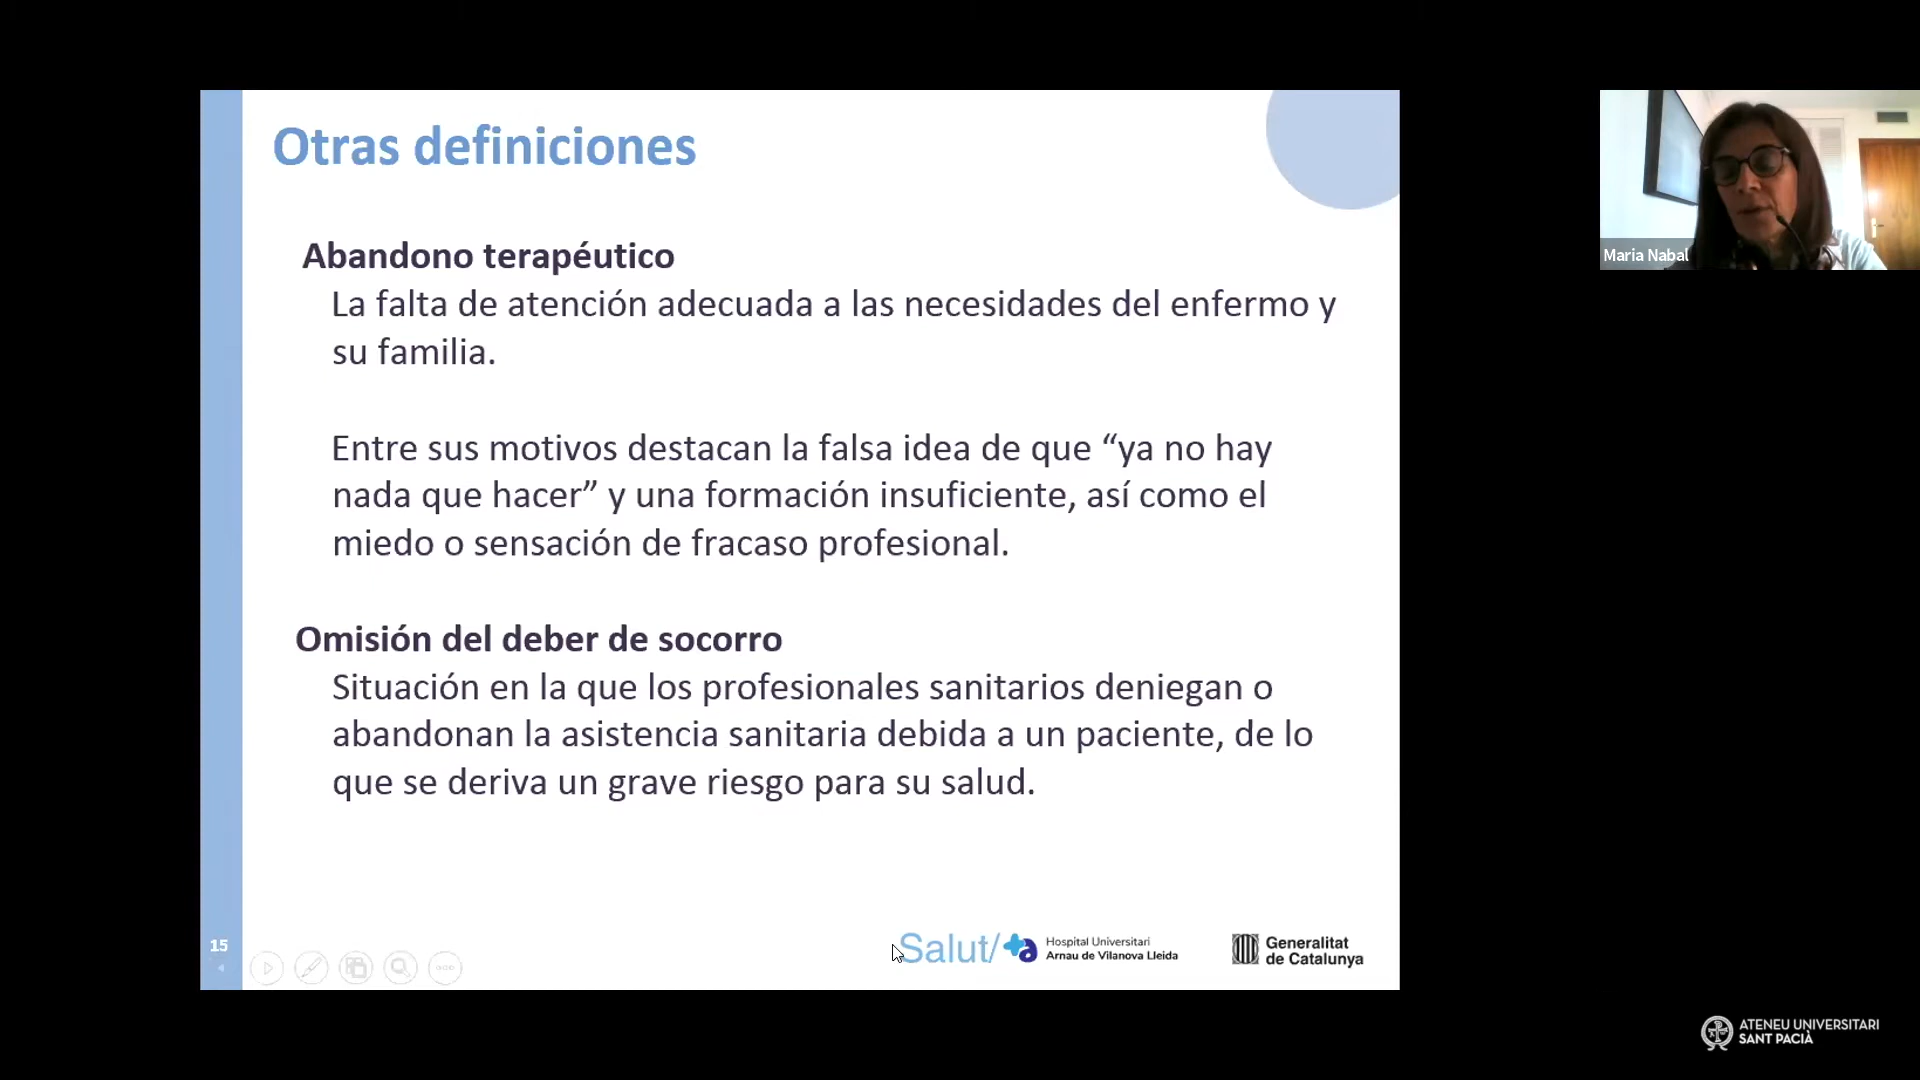 Otras definiciones
Abandono terapéutico
La falta de atención adecuada a las necesidades del enfermo y
su familia.
Entre sus motivos destacan la falsa idea de que “ya no hay
nada que hacer” y una formación insuficiente, así como el
miedo o sensación de fracaso profesional.
Omisión del deber de socorro
Situación en la que los profesionales sanitarios deniegan o
abandonan la asistencia sanitaria debida a un paciente, de lo
que se deriva un grave riesgo para su salud.
15
Salut/
Hospital Universitari
Arnau de Vilanova Lleida
Generalitat
de Catalunya
Maria Nabal
ATENEU UNIVERSITARI
SANT PACIÀ